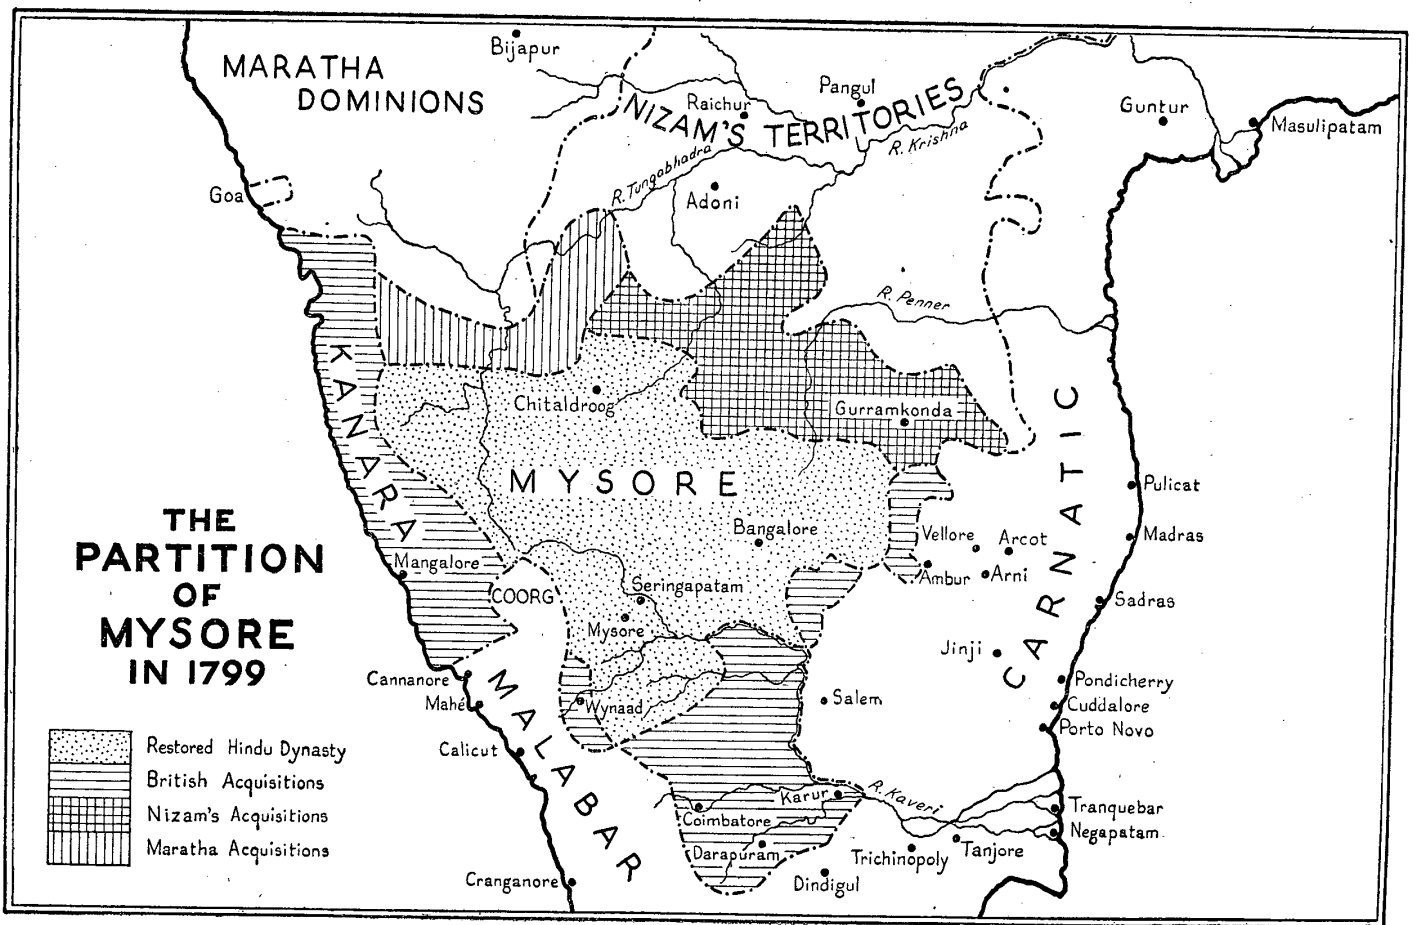 Bijapur
MARATHA
DOMINIONS
Pangul
Raichur
NIZAM'S TERRITORIES
Guntur
Masulipatam
R. Krishna
R. Tungabhadra
Goa
Adoni
R. Penner
KANARA
Chitaldroog
Gurramkonda
CARNATIC
MYSORE
Pulicat
THE
PARTITION
OF
MYSORE
IN 1799
Bangalore
Vellore
Arcot
Madras
Mangalore
Ambur
Arni
COORG
Seringapatam
Sadras
Mysore
Jinji
Cannanore
Pondicherry
Mahé
Wynaad
Salem
Cuddalore
Porto Novo
MALABAR
Calicut
Restored Hindu Dynasty
British Acquisitions
Nizam's Acquisitions
Maratha Acquisitions
Karur
R. Kaveri
Tranquebar
Coimbatore
Negapatam
Darapuram
Trichinopoly
Tanjore
Cranganore
Dindigul